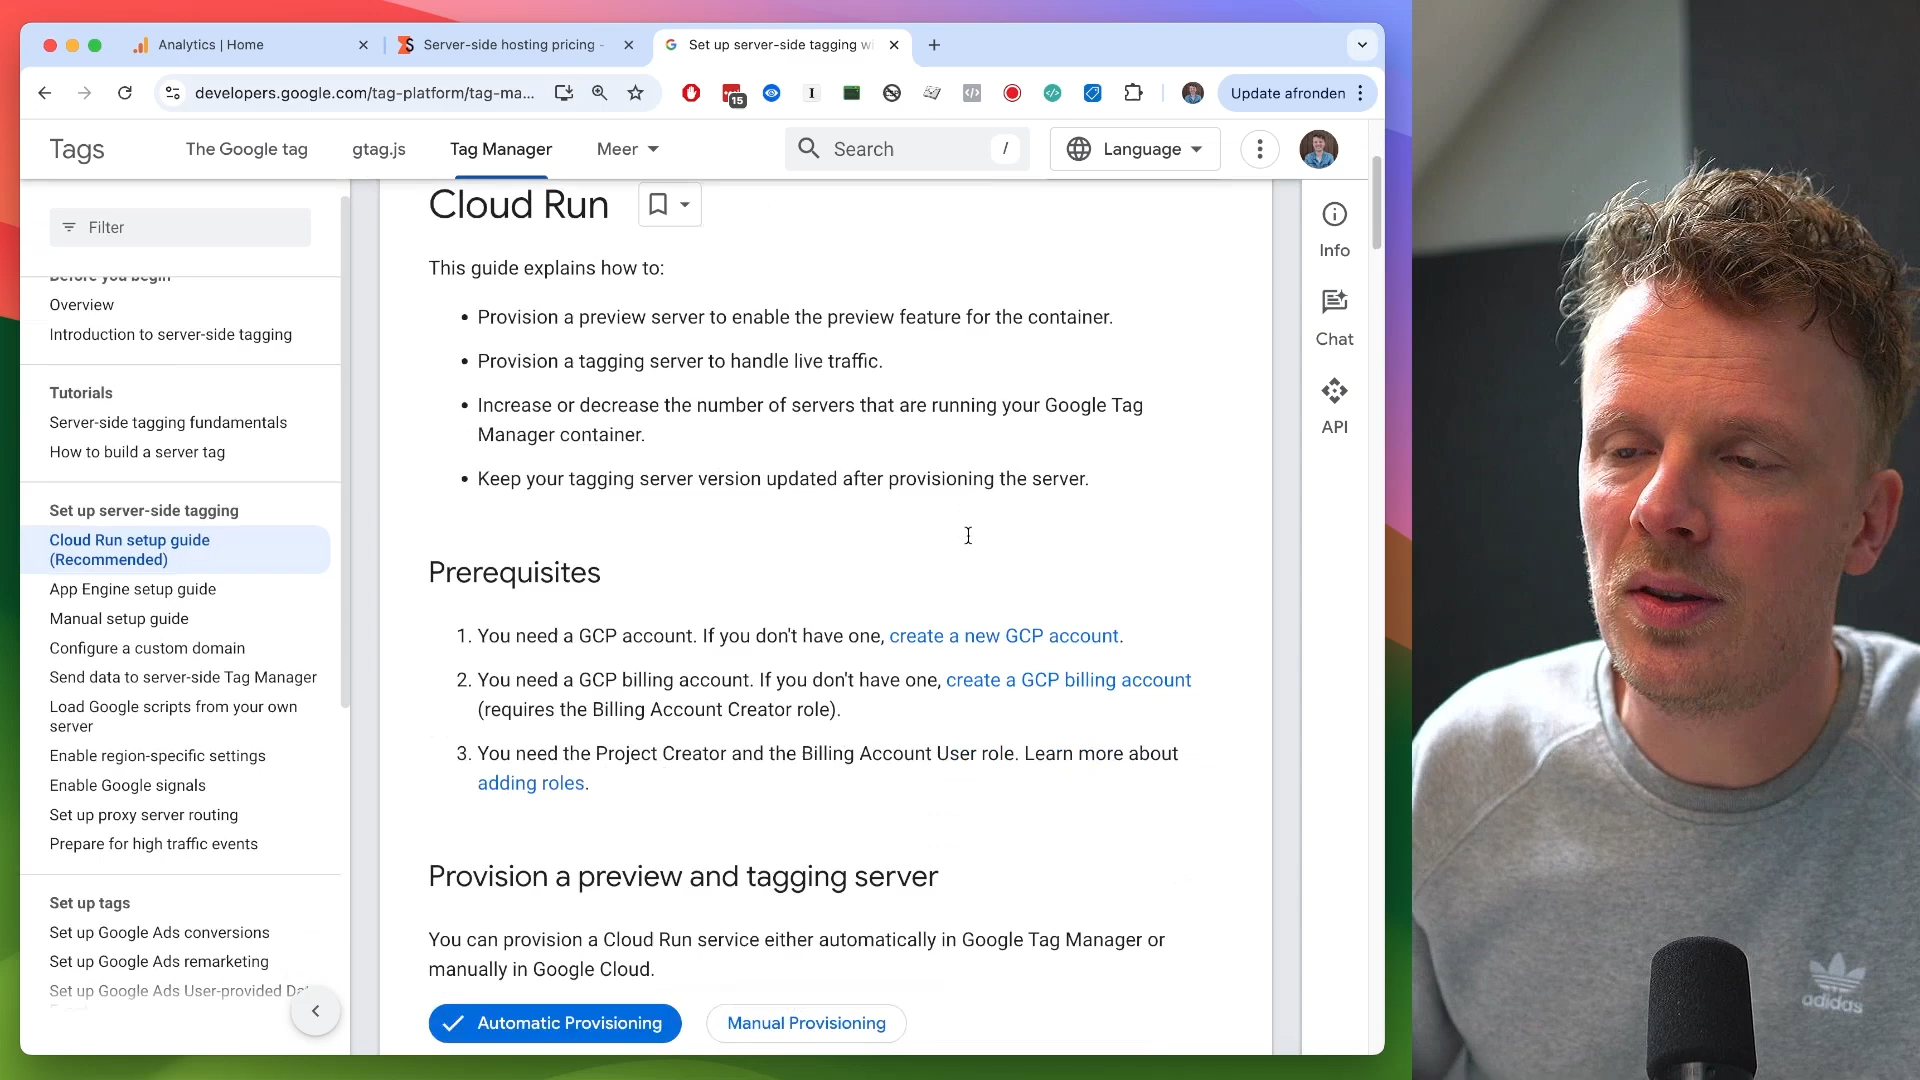 Analytics | Home
Server-side hosting pricing -
Set up server-side tagging wi
developers.google.com/tag-platform/tag-ma...
15
Update afronden
Tags
The Google tag
gtag.js
Tag Manager
Meer
Search
/
Language
Filter
Before you begin
Overview
Introduction to server-side tagging
Tutorials
Server-side tagging fundamentals
How to build a server tag
Set up server-side tagging
Cloud Run setup guide
(Recommended)
App Engine setup guide
Manual setup guide
Configure a custom domain
Send data to server-side Tag Manager
Load Google scripts from your own
server
Enable region-specific settings
Enable Google signals
Set up proxy server routing
Prepare for high traffic events
Set up tags
Set up Google Ads conversions
Set up Google Ads remarketing
Set up Google Ads User-provided Da
Cloud Run
This guide explains how to:
• Provision a preview server to enable the preview feature for the container.
• Provision a tagging server to handle live traffic.
• Increase or decrease the number of servers that are running your Google Tag
Manager container.
• Keep your tagging server version updated after provisioning the server.
Prerequisites
1. You need a GCP account. If you don't have one, create a new GCP account.
2. You need a GCP billing account. If you don't have one, create a GCP billing account
(requires the Billing Account Creator role).
3. You need the Project Creator and the Billing Account User role. Learn more about
adding roles.
Provision a preview and tagging server
You can provision a Cloud Run service either automatically in Google Tag Manager or
manually in Google Cloud.
Automatic Provisioning
Manual Provisioning
Info
Chat
API
adidas